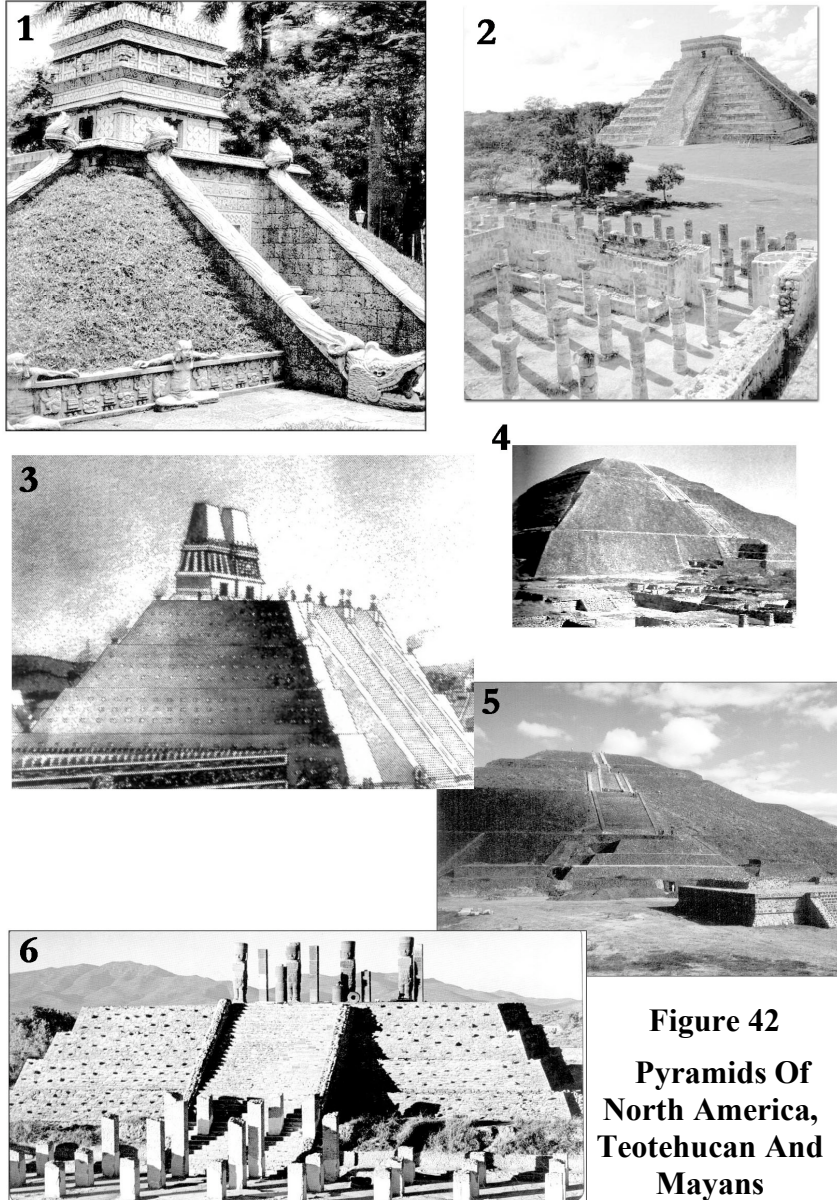 1
2
3
4
5
6
Figure 42
Pyramids Of
North America,
Teotehucan And
Mayans